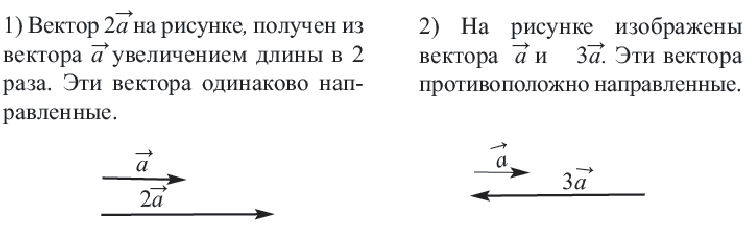 1) Вектор 2a⃗ на рисунке, получен из
вектора a⃗ увеличением длины в 2
раза. Эти вектора одинаково нап-
равленные.
a⃗
2a⃗
2) На рисунке изображены
вектора a⃗ и 3a⃗. Эти вектора
противоположно направленные.
a⃗
3a⃗